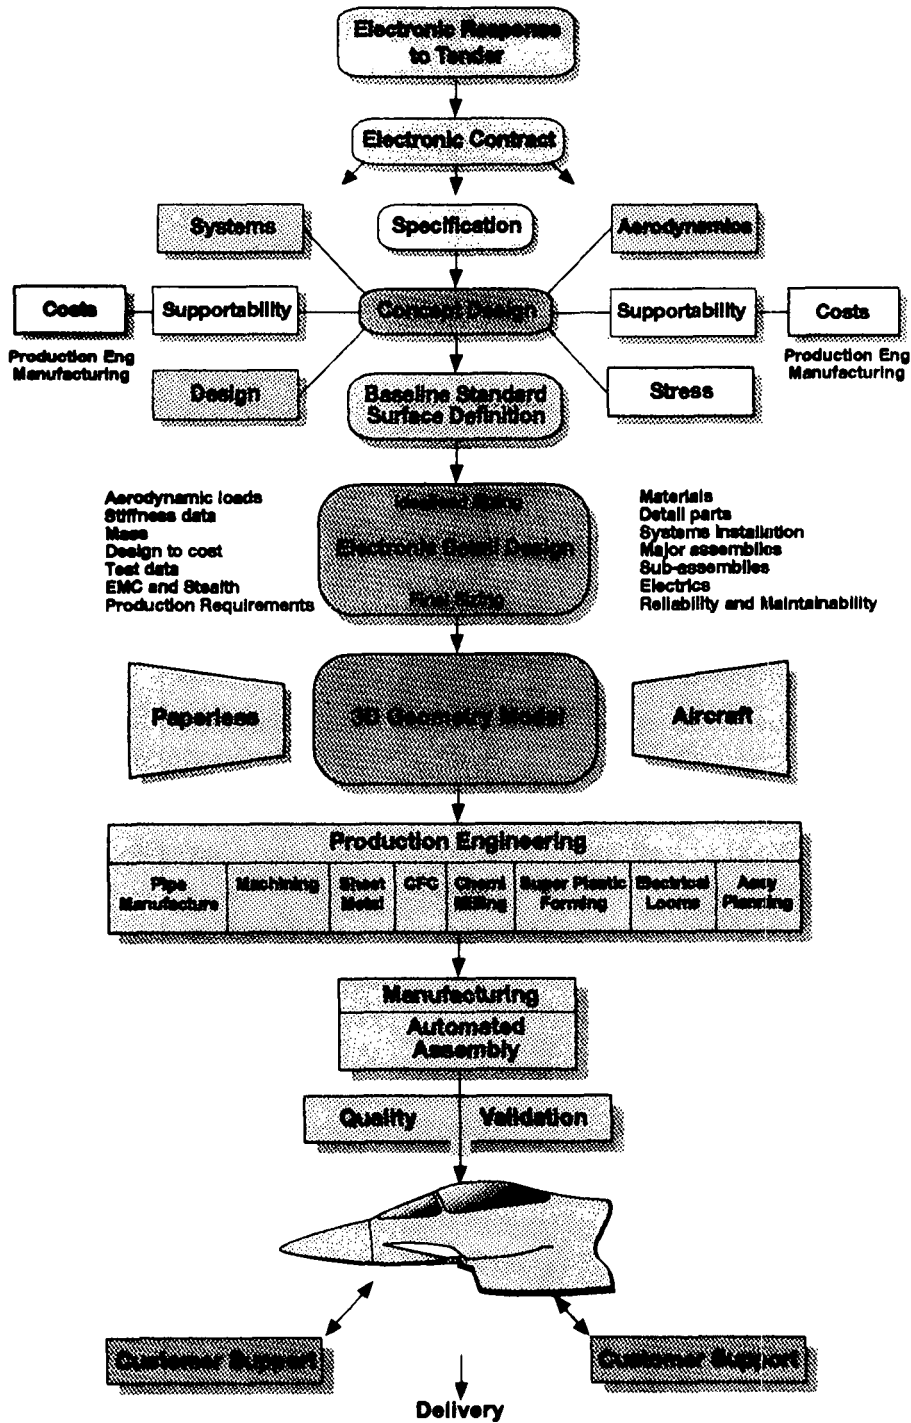 Electronic Response
to Tender
Electronic Contract
Systems
Specification
Aerodynamics
Costs
Supportability
Concept Design
Supportability
Costs
Production Eng
Manufacturing
Production Eng
Manufacturing
Design
Baseline Standard
Surface Definition
Stress
Aerodynamic loads
Stiffness data
Mass
Design to cost
Test data
EMC and Stealth
Production Requirements
Sizing
Electronic Design
Final Sizing
Materials
Detail parts
Systems Installation
Major assemblies
Sub-assemblies
Electrics
Reliability and Maintainability
Paperless
3D Geometry Model
Aircraft
Production Engineering
Pipe
Manufacture
Machining
Sheet
Metal
CFC
Chemi
Milling
Super Plastic
Forming
Electrical
Looms
Assy
Planning
Manufacturing
Automated
Assembly
Quality
Validation
Customer Support
Customer Support
Delivery